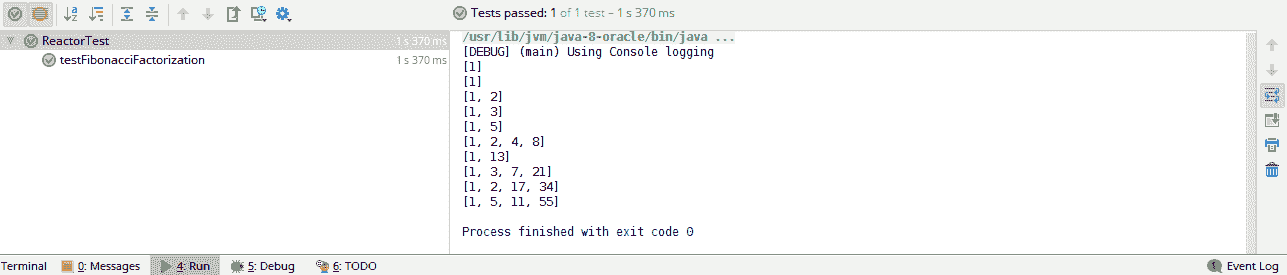 Tests passed: 1 of 1 test – 1 s 370 ms
ReactorTest 1 s 370 ms
testFibonacciFactorization 1 s 370 ms
/usr/lib/jvm/java-8-oracle/bin/java ...
[DEBUG] (main) Using Console logging
[1]
[1]
[1, 2]
[1, 3]
[1, 5]
[1, 2, 4, 8]
[1, 13]
[1, 3, 7, 21]
[1, 2, 17, 34]
[1, 5, 11, 55]
Process finished with exit code 0
Terminal 0: Messages 4: Run 5: Debug 6: TODO 1 Event Log